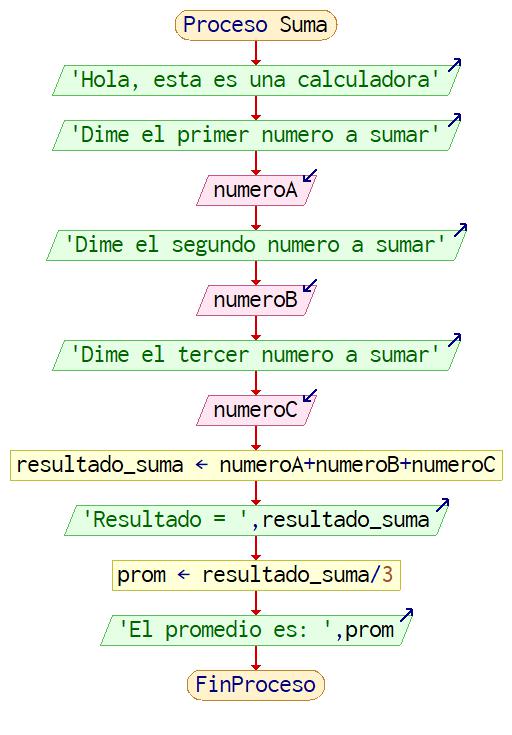 Proceso Suma
'Hola, esta es una calculadora'
'Dime el primer numero a sumar'
numeroA
'Dime el segundo numero a sumar'
numeroB
'Dime el tercer numero a sumar'
numeroC
resultado_suma ← numeroA+numeroB+numeroC
'Resultado = ',resultado_suma
prom ← resultado_suma/3
'El promedio es: ',prom
FinProceso